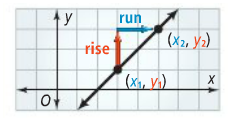 y
run
rise
(x₂, y₂)
(x₁, y₁)
x
O